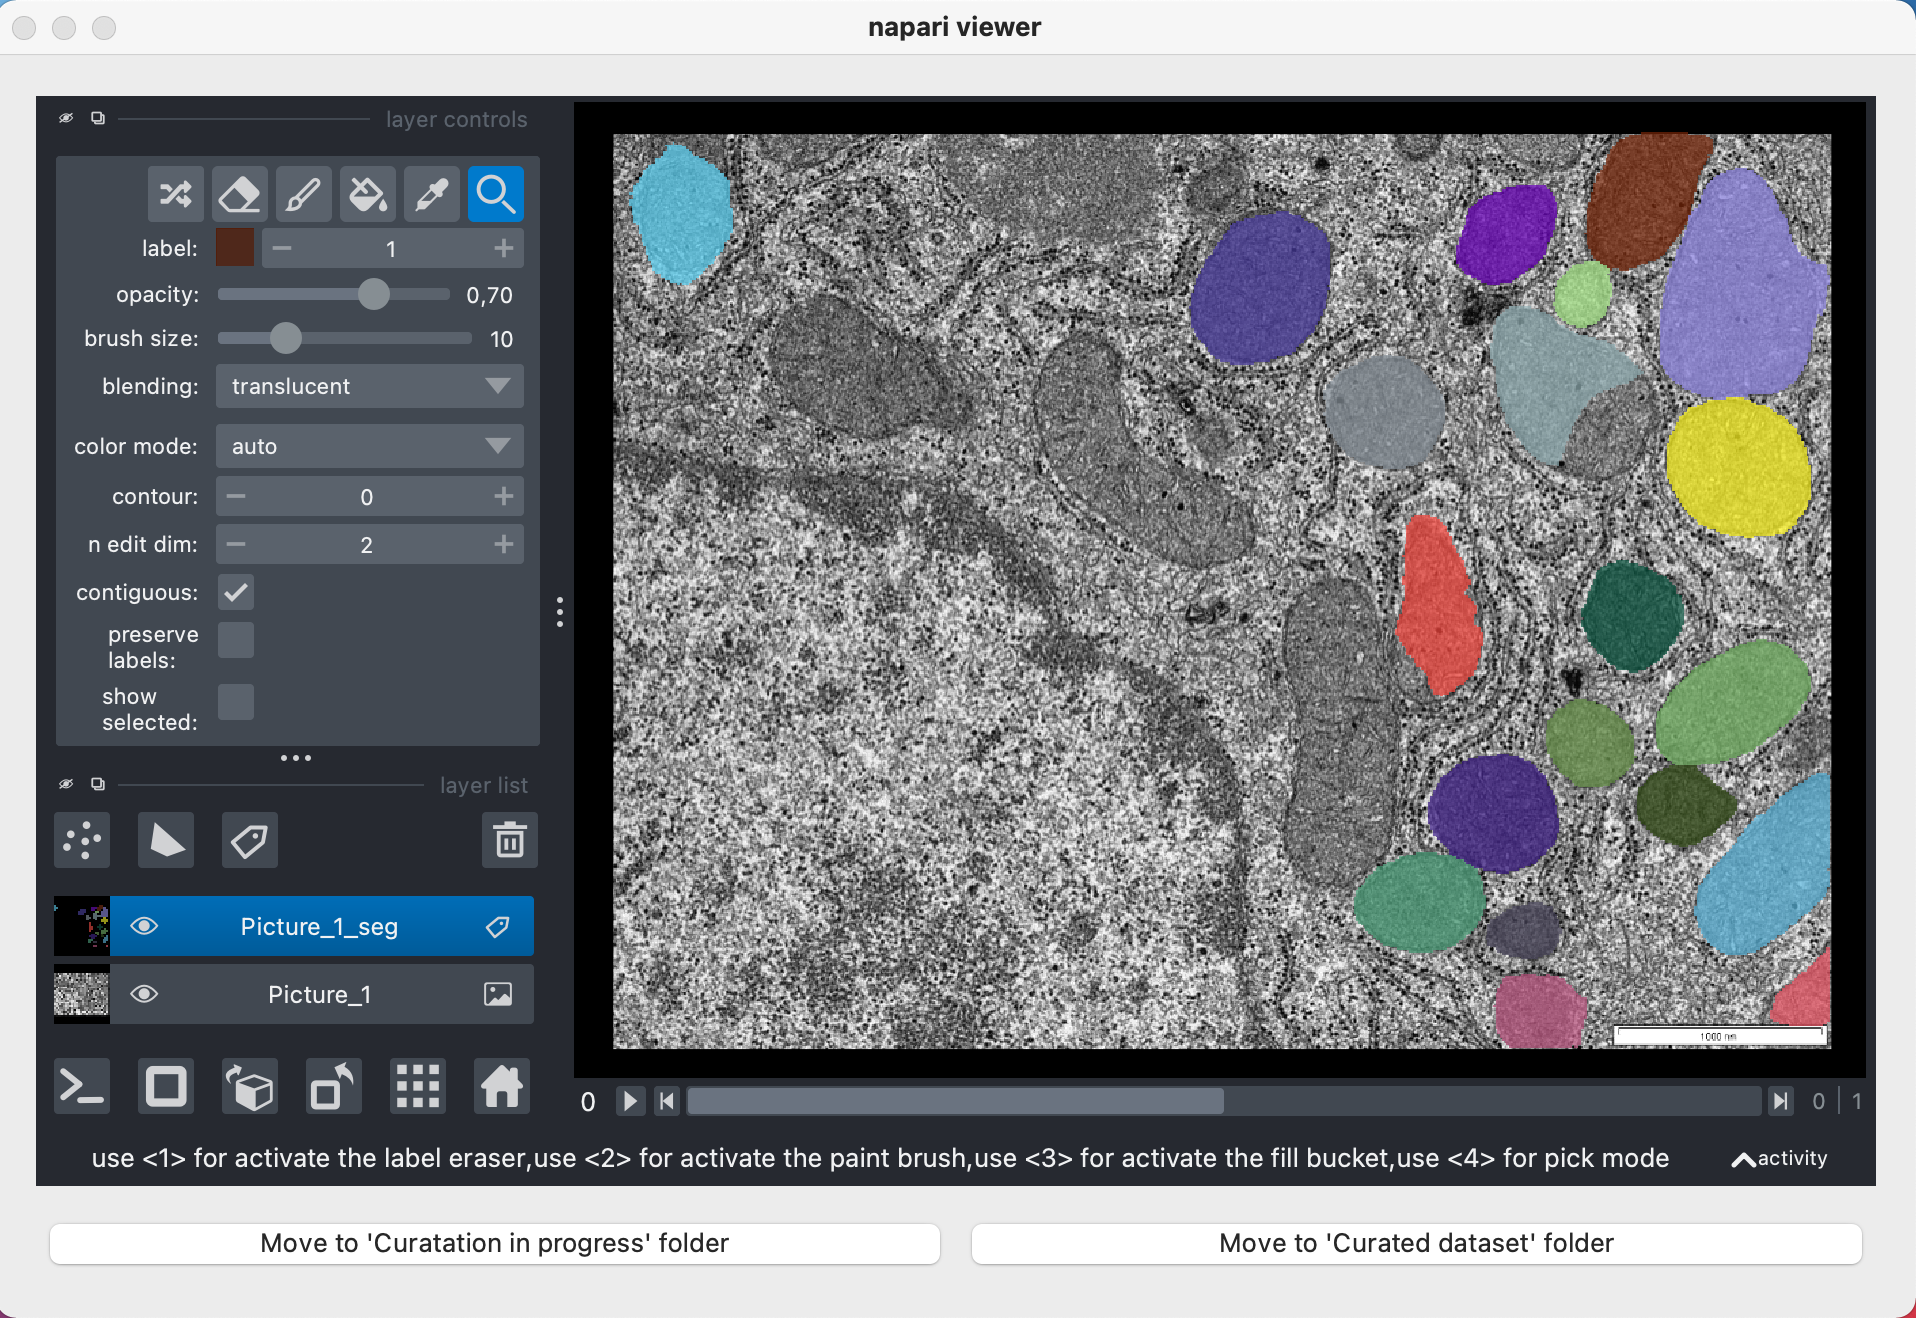 napari viewer
layer controls
label: 1
opacity: 0,70
brush size: 10
blending: translucent
color mode: auto
contour: 0
n edit dim: 2
contiguous:
preserve
labels:
show
selected:
layer list
Picture_1_seg
Picture_1
1000 nm
0 0 1
use <1> for activate the label eraser,use <2> for activate the paint brush,use <3> for activate the fill bucket,use <4> for pick mode activity
Move to 'Curatation in progress' folder Move to 'Curated dataset' folder